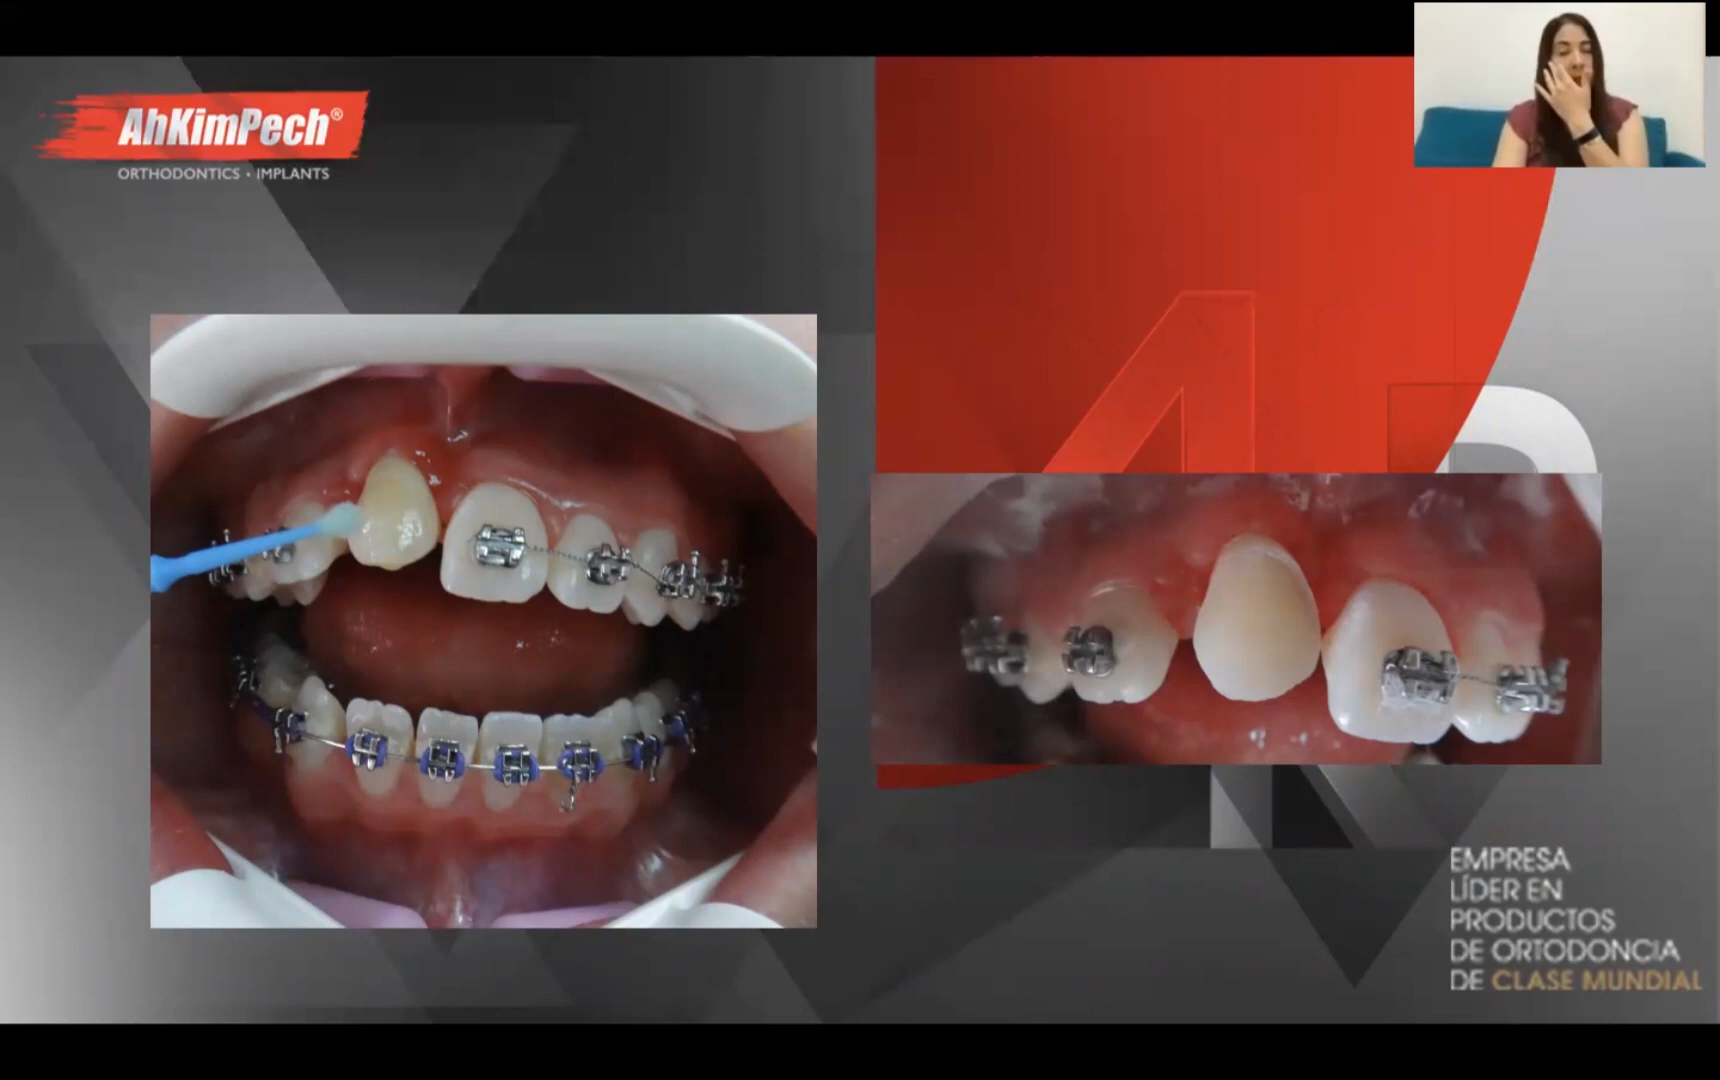 AhKimPech®
ORTHODONTICS • IMPLANTS
EMPRESA
LÍDER EN
PRODUCTOS
DE ORTODONCIA
DE CLASE MUNDIAL